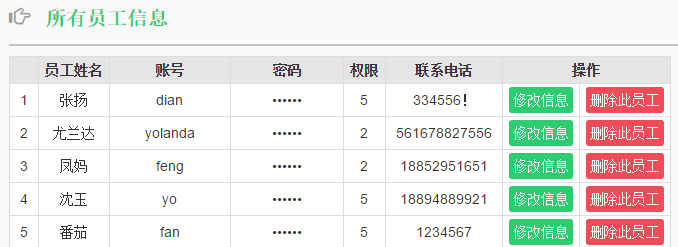 所有员工信息
员工姓名 账号 密码 权限 联系电话 操作
1 张扬 dian •••••• 5 334556！ 修改信息 删除此员工
2 尤兰达 yolanda •••••• 2 561678827556 修改信息 删除此员工
3 凤妈 feng •••••• 2 18852951651 修改信息 删除此员工
4 沈玉 yo •••••• 5 18894889921 修改信息 删除此员工
5 番茄 fan •••••• 5 1234567 修改信息 删除此员工